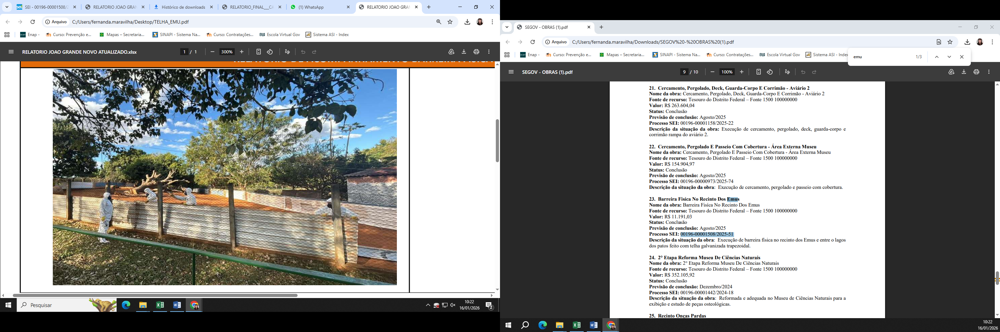 SEI - 00196-00001508/2
RELATORIO JOAO GRAN
Histórico de downloads
RELATORIO_FINAL___CA
(1) WhatsApp
RELATORIO JOAO GRAN
Arquivo
C:/Users/fernanda.maravilha/Desktop/TELHA_EMU.pdf
Enap -
Curso: Prevenção e...
Mapas – Secretaria...
SINAPI - Sistema Na...
Curso: Contratações...
EV.G Escola Virtual Gov
Sistema ASI - Index
RELATORIO JOAO GRANDE NOVO ATUALIZADO.xlsx
1 / 1
300%
RELATORIO DE ACOMPANHAMENTO BARREIRA FISICA
Pesquisar
10:22
16/01/2026
2
SEGOV - OBRAS (1).pdf
Arquivo
C:/Users/fernanda.maravilha/Downloads/SEGOV%20-%20OBRAS%20(1).pdf
Enap -
Curso: Prevenção e...
Mapas – Secretaria...
SINAPI - Sistema Na...
Curso: Contratações...
EV.G Escola Virtual Gov
Sistema ASI - Index
emu
1/3
SEGOV - OBRAS (1).pdf
9 / 10
100%
21. Cercamento, Pergolado, Deck, Guarda-Corpo E Corrimão - Aviário 2
Nome da obra: Cercamento, Pergolado, Deck, Guarda-Corpo E Corrimão - Aviário 2
Fonte de recurso: Tesouro do Distrito Federal – Fonte 1500 100000000
Valor: R$ 263.604,04
Status: Conclusão
Previsão de conclusão: Agosto/2025
Processo SEI: 00196-00001158/2025-22
Descrição da situação da obra: Execução de cercamento, pergolado, deck, guarda-corpo e
corrimão rampa do aviário 2.
22. Cercamento, Pergolado E Passeio Com Cobertura - Área Externa Museu
Nome da obra: Cercamento, Pergolado E Passeio Com Cobertura - Área Externa Museu
Fonte de recurso: Tesouro do Distrito Federal – Fonte 1500 100000000
Valor: R$ 154.904,97
Status: Conclusão
Previsão de conclusão: Agosto/2025
Processo SEI: 00196-00000973/2025-74
Descrição da situação da obra: Execução de cercamento, pergolado e passeio com cobertura.
23. Barreira Fisíca No Recinto Dos Emus
Nome da obra: Barreira Fisíca No Recinto Dos Emus
Fonte de recurso: Tesouro do Distrito Federal – Fonte 1500 100000000
Valor: R$ 11.191,03
Status: Conclusão
Previsão de conclusão: Agosto/2025
Processo SEI: 00196-00001508/2025-51
Descrição da situação da obra: Execução de barreira física no recinto dos Emus e entre o lagos
dos patos feito com telha galvanizada trapezoidal.
24. 2° Etapa Reforma Museu De Ciências Naturais
Nome da obra: 2° Etapa Reforma Museu De Ciências Naturais
Fonte de recurso: Tesouro do Distrito Federal – Fonte 1500 100000000
Valor: R$ 352.105,92
Status: Conclusão
Previsão de conclusão: Dezembro/2024
Processo SEI: 00196-00001442/2024-18
Descrição da situação da obra: Reformada e adequada no Museu de Ciências Naturais para a
exibição e estudo de peças osteológicas.
25. Recinto Onças Pardas
10:22
16/01/2026